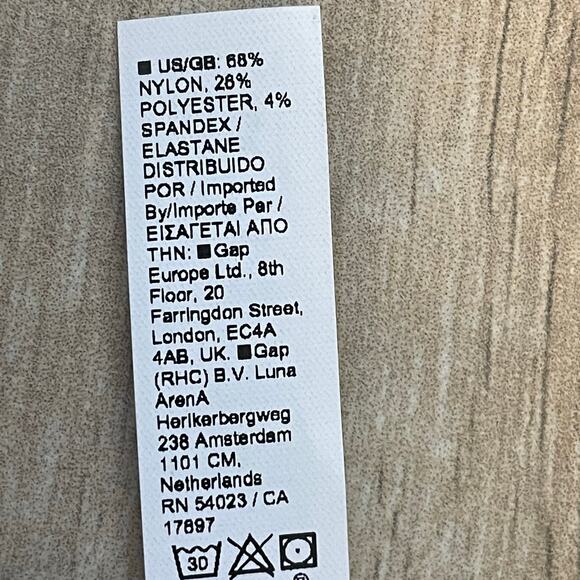 ■ US/GB: 68%
NYLON, 28%
POLYESTER, 4%
SPANDEX /
ELASTANE
DISTRIBUIDO
POR / Imported
By/Importe Par /
ΕΙΣΑΓΕΤΑΙ ΑΠΟ
ΤΗΝ: ■ Gap
Europe Ltd., 8th
Floor, 20
Farringdon Street,
London, EC4A
4AB, UK. ■ Gap
(RHC) B.V. Luna
ArenA
Herikerbergweg
238 Amsterdam
1101 CM,
Netherlands
RN 54023 / CA
17897
30